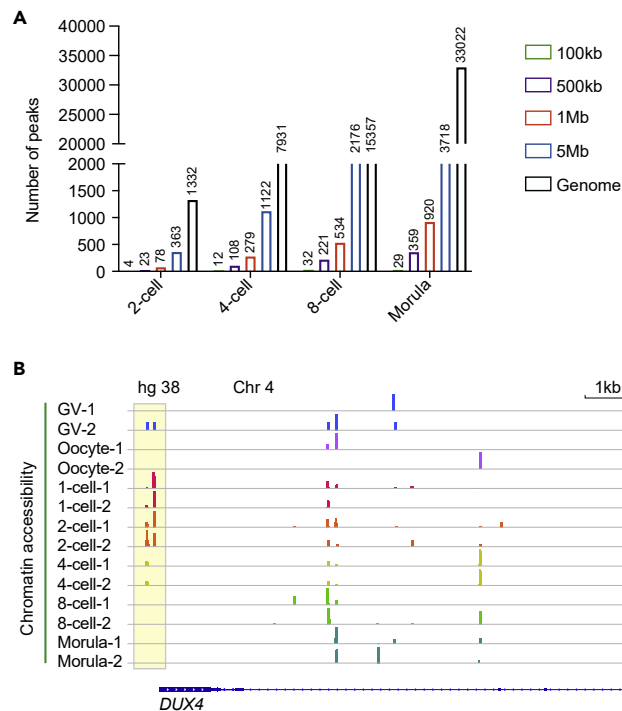 A
Number of peaks
40000
35000
30000
25000
20000
2000
1500
1000
500
0
4 23 78 363 1332
12 108 279 1122 7931
32 221 534 2176 15357
29 359 920 3718 33022
2-cell 4-cell 8-cell Morula
100kb
500kb
1Mb
5Mb
Genome
B
hg 38 Chr 4 1kb
Chromatin accessibility
GV-1
GV-2
Oocyte-1
Oocyte-2
1-cell-1
1-cell-2
2-cell-1
2-cell-2
4-cell-1
4-cell-2
8-cell-1
8-cell-2
Morula-1
Morula-2
DUX4